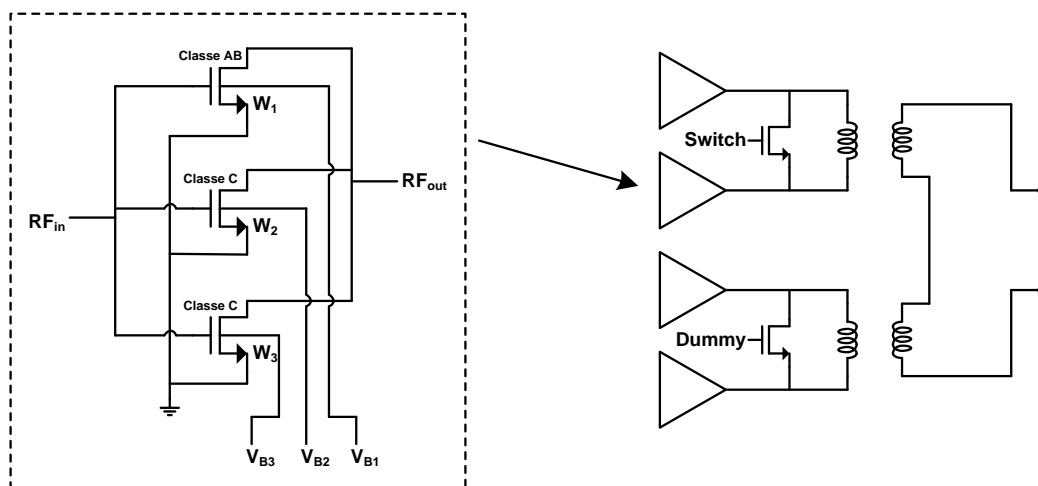 Classe AB
W1
Classe C
RFout
RFin
W2
Classe C
W3
VB3
VB2
VB1
Switch
Dummy